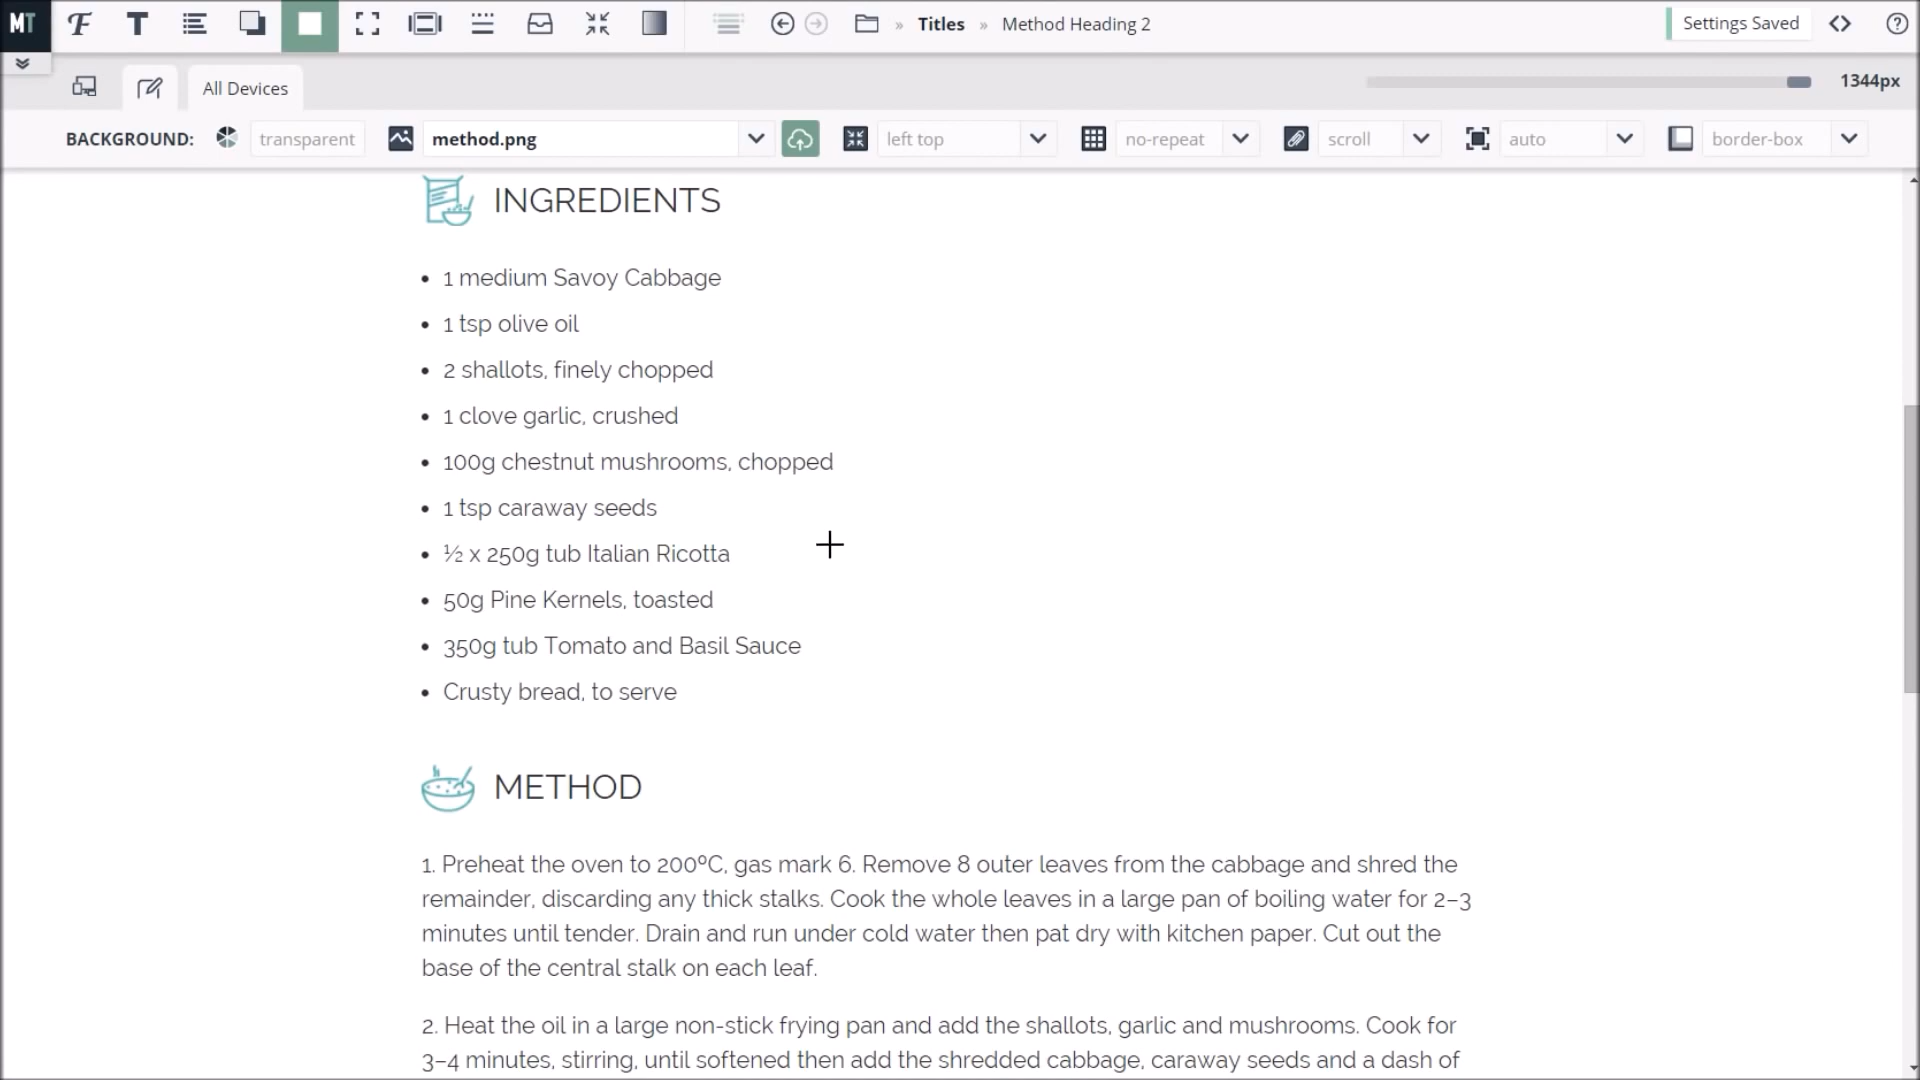 MT F T » Titles » Method Heading 2 Settings Saved
All Devices 1344px
BACKGROUND: transparent method.png left top no-repeat scroll auto border-box
INGREDIENTS
• 1 medium Savoy Cabbage
• 1 tsp olive oil
• 2 shallots, finely chopped
• 1 clove garlic, crushed
• 100g chestnut mushrooms, chopped
• 1 tsp caraway seeds
• ½ x 250g tub Italian Ricotta
• 50g Pine Kernels, toasted
• 350g tub Tomato and Basil Sauce
• Crusty bread, to serve
METHOD
1. Preheat the oven to 200ºC, gas mark 6. Remove 8 outer leaves from the cabbage and shred the
remainder, discarding any thick stalks. Cook the whole leaves in a large pan of boiling water for 2–3
minutes until tender. Drain and run under cold water then pat dry with kitchen paper. Cut out the
base of the central stalk on each leaf.
2. Heat the oil in a large non-stick frying pan and add the shallots, garlic and mushrooms. Cook for
3–4 minutes, stirring, until softened then add the shredded cabbage, caraway seeds and a dash of